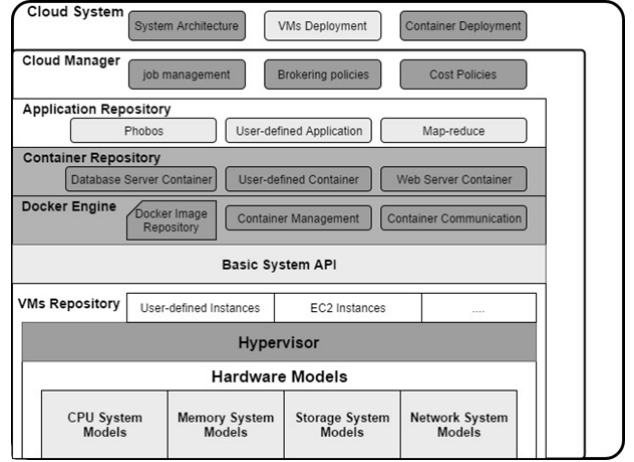 Cloud System
System Architecture
VMs Deployment
Container Deployment
Cloud Manager
job management
Brokering policies
Cost Policies
Application Repository
Phobos
User-defined Application
Map-reduce
Container Repository
Database Server Container
User-defined Container
Web Server Container
Docker Engine
Docker Image
Repository
Container Management
Container Communication
Basic System API
VMs Repository
User-defined Instances
EC2 Instances
....
Hypervisor
Hardware Models
CPU System
Models
Memory System
Models
Storage System
Models
Network System
Models